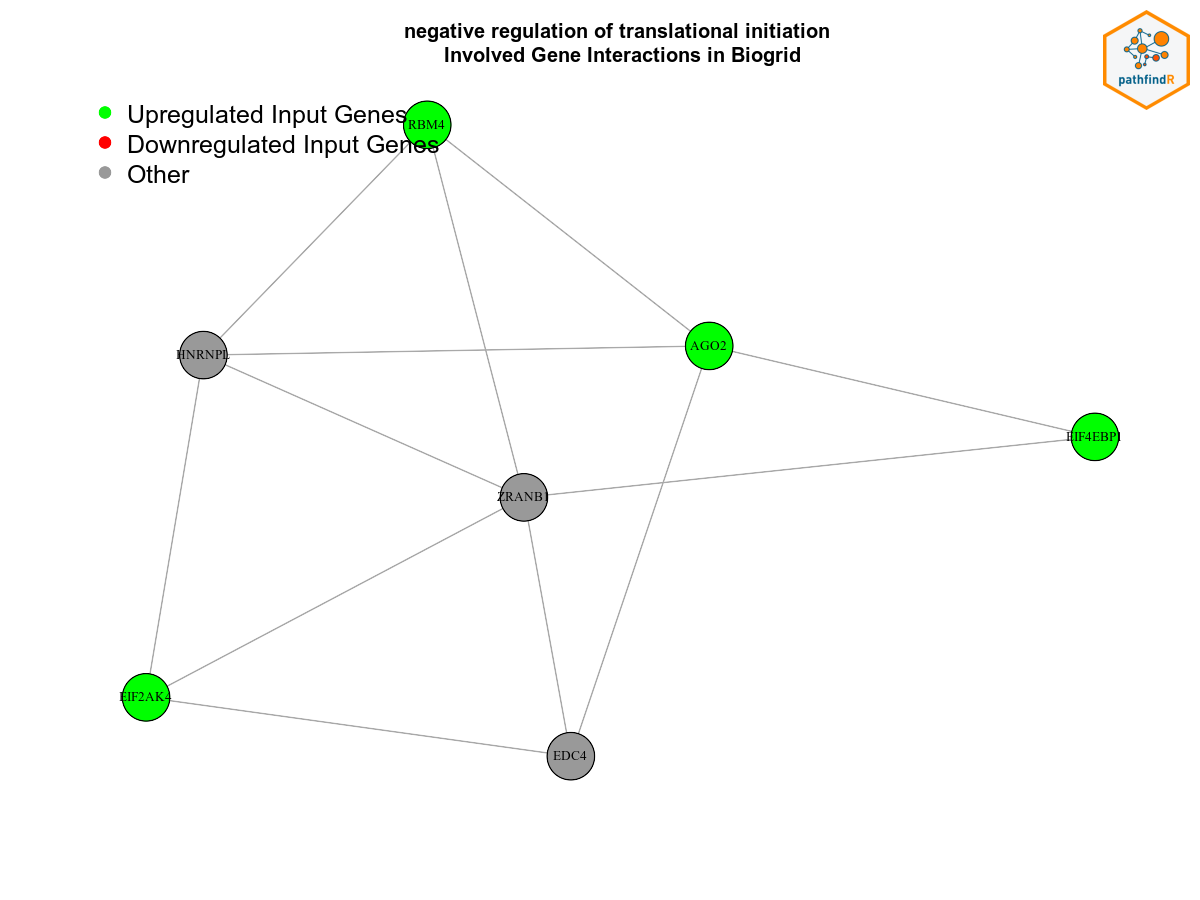 negative regulation of translational initiation
Involved Gene Interactions in Biogrid
pathfindR
Upregulated Input Genes
Downregulated Input Genes
Other
RBM4
HNRNPL
AGO2
EIF4EBP1
ZRANB1
EIF2AK4
EDC4